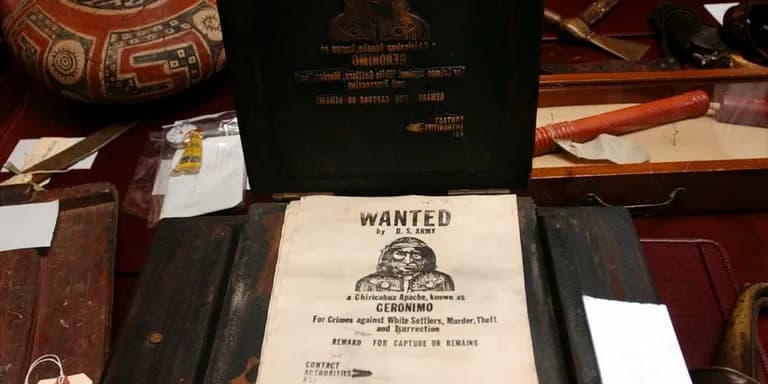 WANTED
by U. S. ARMY
a Chiricahua Apache, known as
GERONIMO
For Crimes against White Settlers, Murder, Theft
and Isurrection
REWARD FOR CAPTURE OR REMAINS
CONTACT
AUTHORITIES